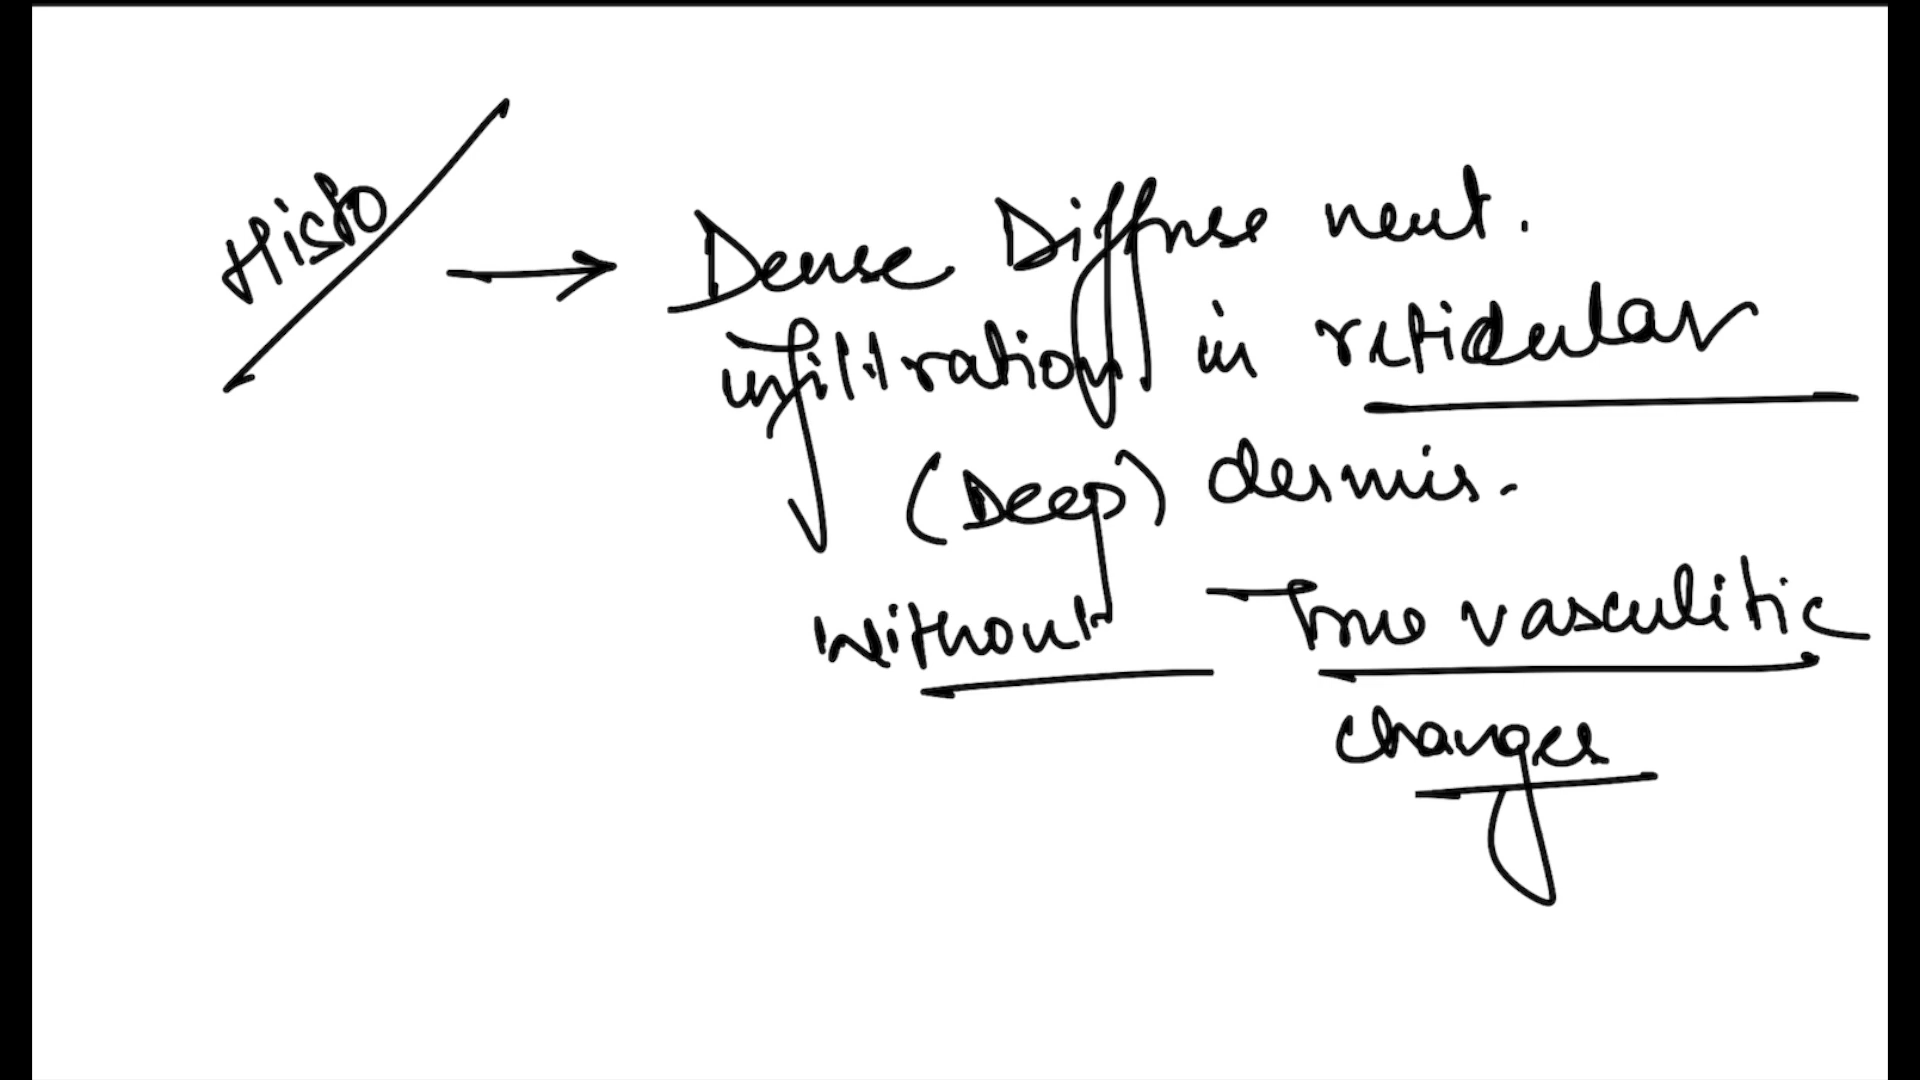 Histo
Dense Diffuse neut.
infiltration in reticular
(Deep) dermis.
without True vasculitic
changes